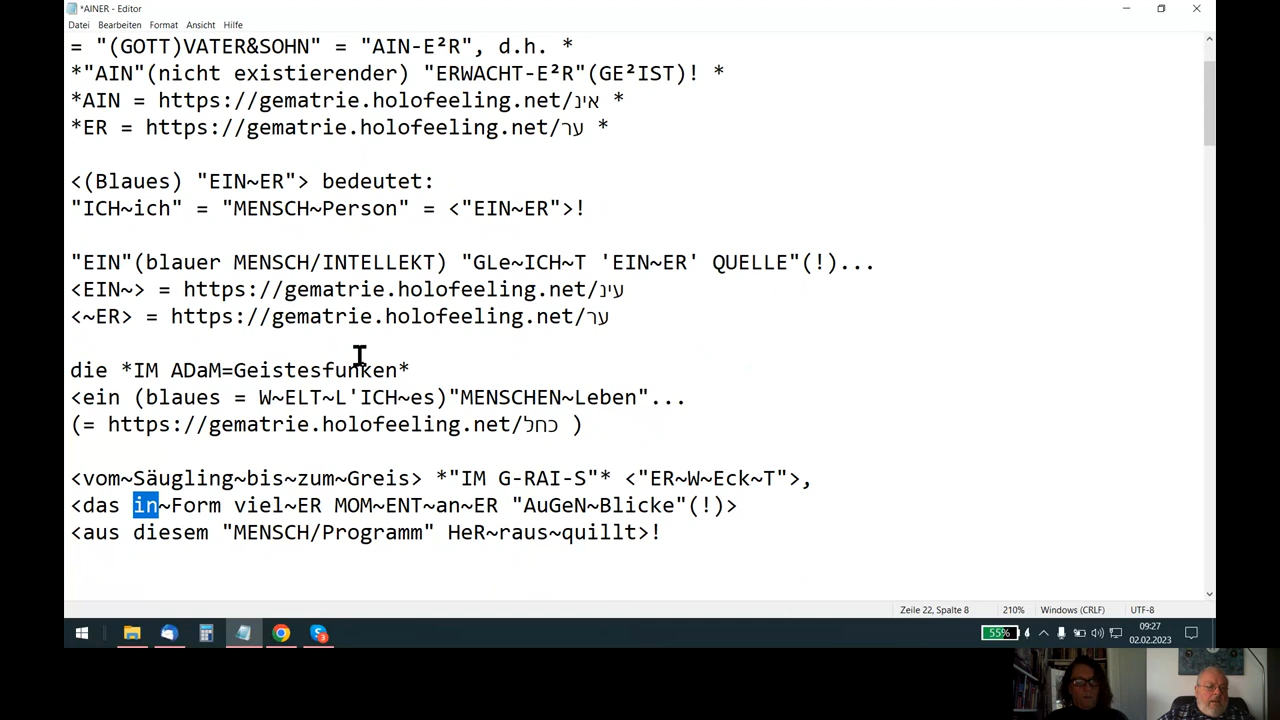 *AINER - Editor
Datei Bearbeiten Format Ansicht Hilfe
= "(GOTT)VATER&SOHN" = "AIN-E²R", d.h. *
*"AIN"(nicht existierender) "ERWACHT-E²R"(GE²IST)! *
*AIN = https://gematrie.holofeeling.net/אינ *
*ER = https://gematrie.holofeeling.net/ער *
<(Blaues) "EIN~ER"> bedeutet:
"ICH~ich" = "MENSCH~Person" = <"EIN~ER">!
"EIN"(blauer MENSCH/INTELLEKT) "GLe~ICH~T 'EIN~ER' QUELLE"(!)...
<EIN~> = https://gematrie.holofeeling.net/עינ
<~ER> = https://gematrie.holofeeling.net/ער
die *IM ADaM=Geistesfunken*
<ein (blaues = W~ELT~L'ICH~es)"MENSCHEN~Leben"...
(= https://gematrie.holofeeling.net/כחל )
<vom~Säugling~bis~zum~Greis> *"IM G-RAI-S"* <"ER~W~Eck~T">,
<das in~Form viel~ER MOM~ENT~an~ER "AuGeN~Blicke"(!)>
<aus diesem "MENSCH/Programm" HeR~raus~quillt>!
Zeile 22, Spalte 8 210% Windows (CRLF) UTF-8
55% 09:27
02.02.2023